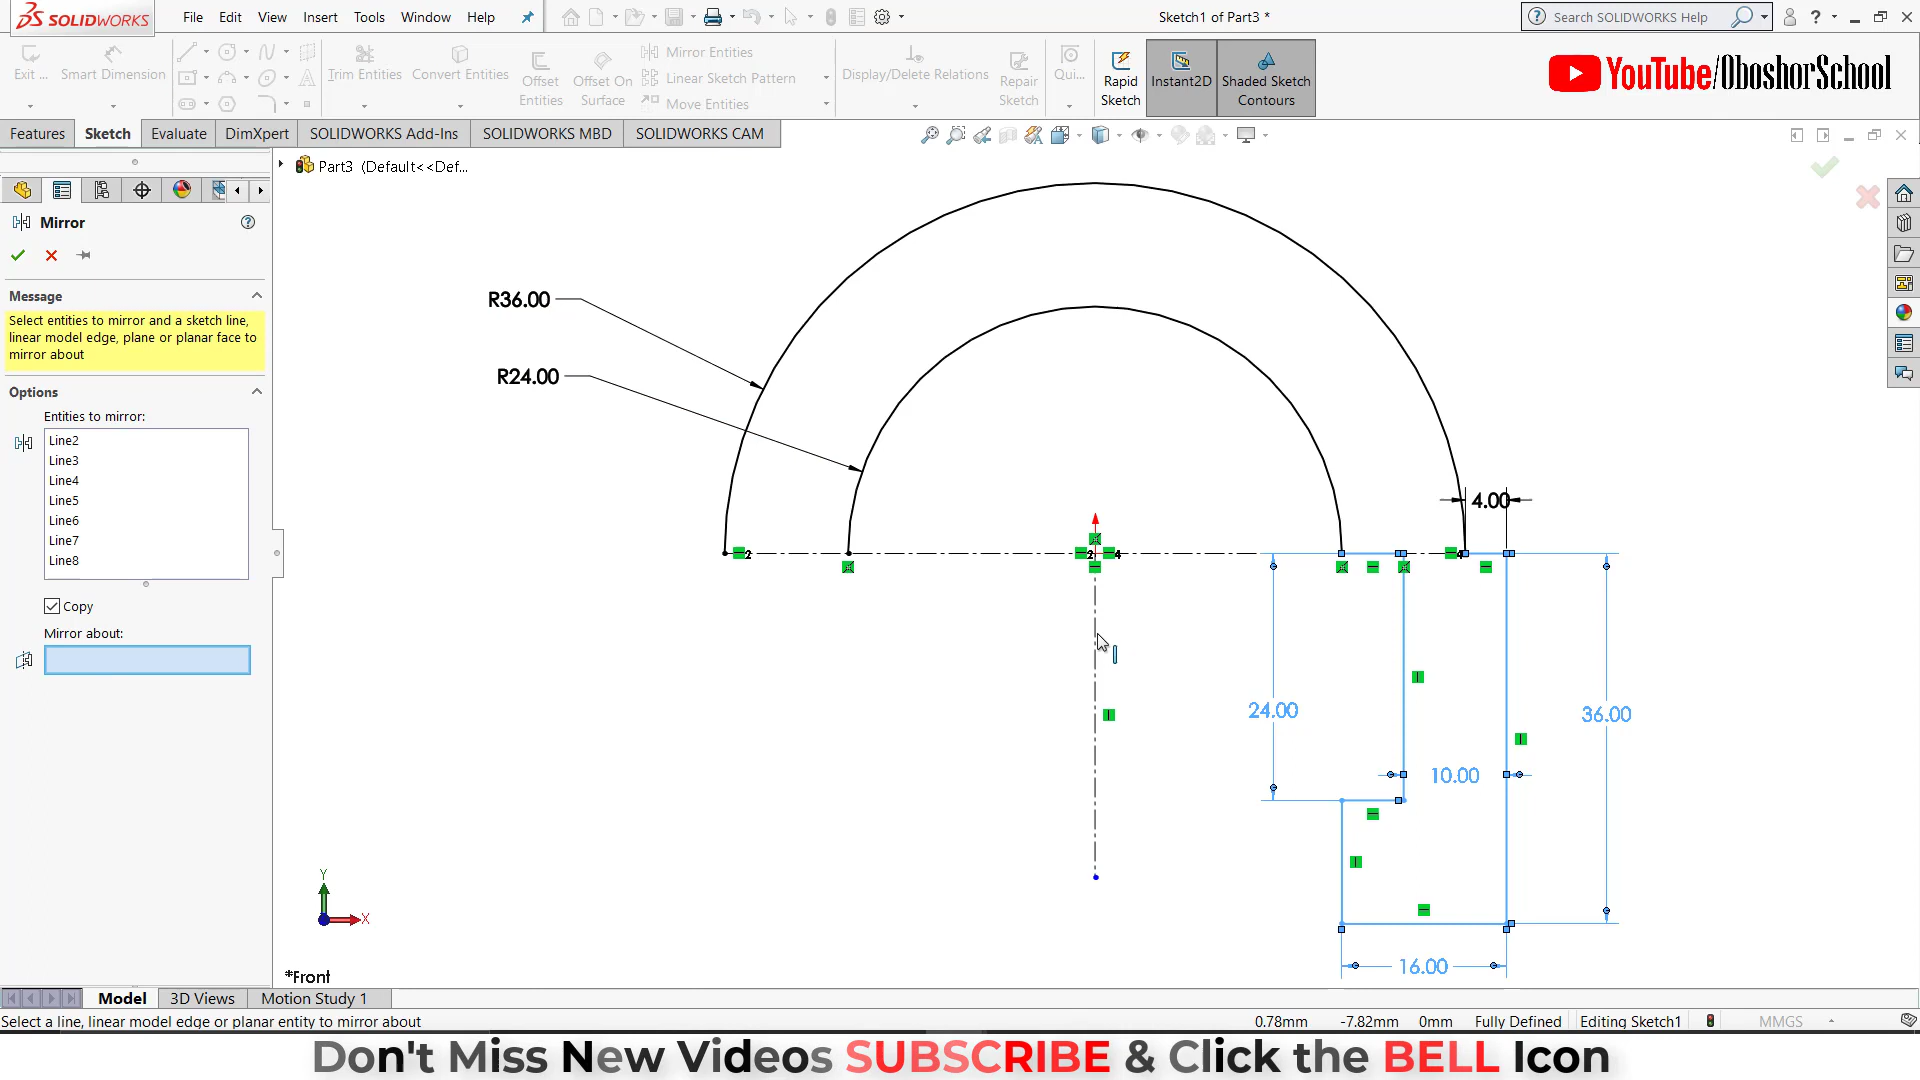 SOLIDWORKS
File Edit View Insert Tools Window Help
Sketch1 of Part3 *
Search SOLIDWORKS Help
Exit ...
Smart Dimension
Trim Entities
Convert Entities
Offset Entities
Offset On Surface
Mirror Entities
Linear Sketch Pattern
Move Entities
Display/Delete Relations
Repair Sketch
Qui...
Rapid Sketch
Instant2D
Shaded Sketch Contours
YouTube/OboshorSchool
Features Sketch Evaluate DimXpert SOLIDWORKS Add-Ins SOLIDWORKS MBD SOLIDWORKS CAM
Part3 (Default<<Def...
Mirror
Message
Select entities to mirror and a sketch line,
linear model edge, plane or planar face to
mirror about
Options
Entities to mirror:
Line2
Line3
Line4
Line5
Line6
Line7
Line8
Copy
Mirror about:
R36.00
R24.00
4.00
2
2
4
4
24.00
36.00
10.00
16.00
Y
X
*Front
Model 3D Views Motion Study 1
Select a line, linear model edge or planar entity to mirror about
0.78mm -7.82mm 0mm Fully Defined Editing Sketch1 MMGS
Don't Miss New Videos SUBSCRIBE & Click the BELL Icon